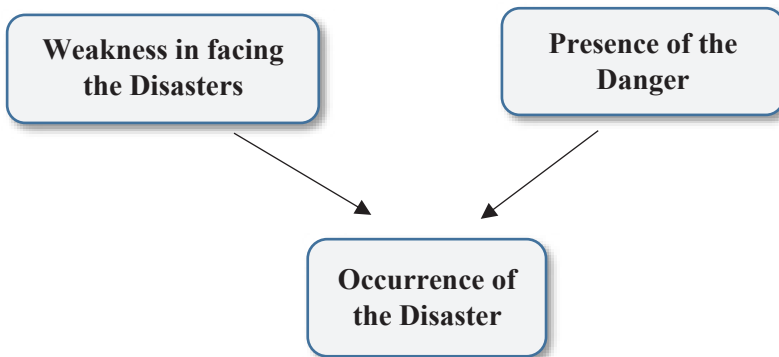 Weakness in facing
the Disasters
Presence of the
Danger
Occurrence of
the Disaster